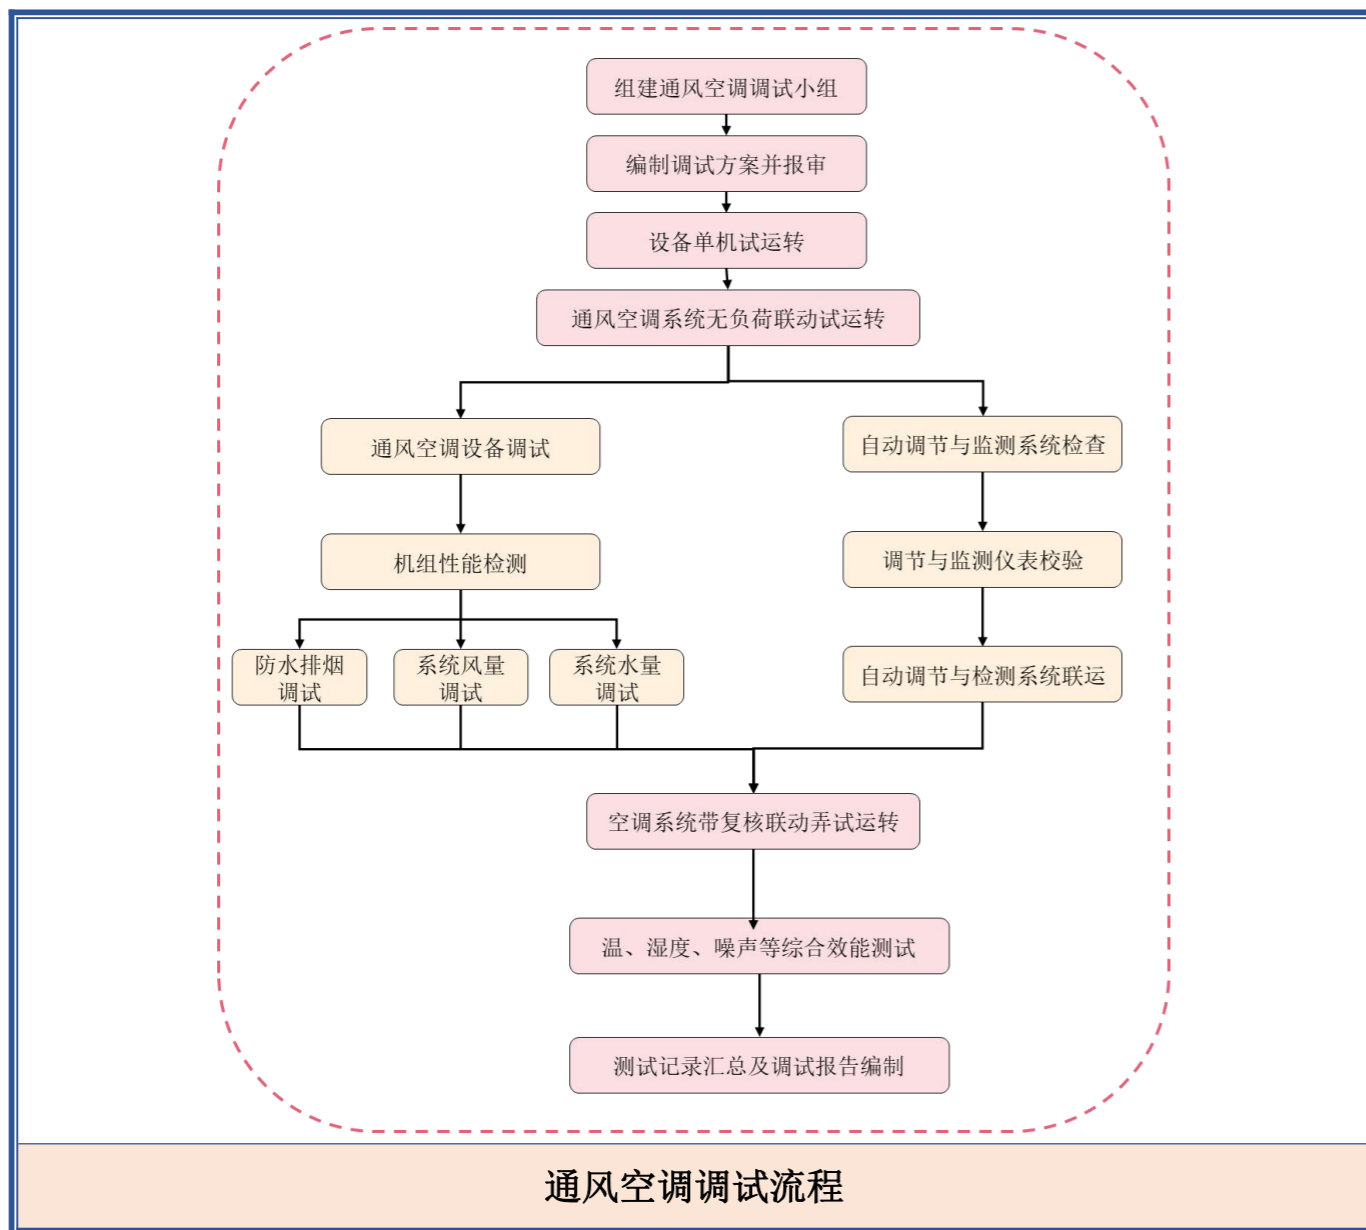 组建通风空调调试小组
编制调试方案并报审
设备单机试运转
通风空调系统无负荷联动试运转
通风空调设备调试
自动调节与监测系统检查
机组性能检测
调节与监测仪表校验
防水排烟
调试
系统风量
调试
系统水量
调试
自动调节与检测系统联运
空调系统带复核联动弄试运转
温、湿度、噪声等综合效能测试
测试记录汇总及调试报告编制
通风空调调试流程